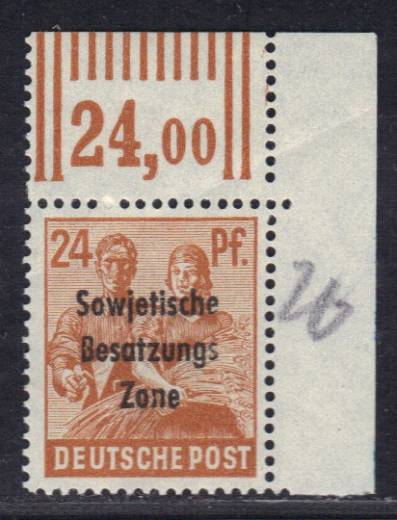 24,00
24 Pf.
Sowjetische
Besatzungs
Zone
DEUTSCHE POST